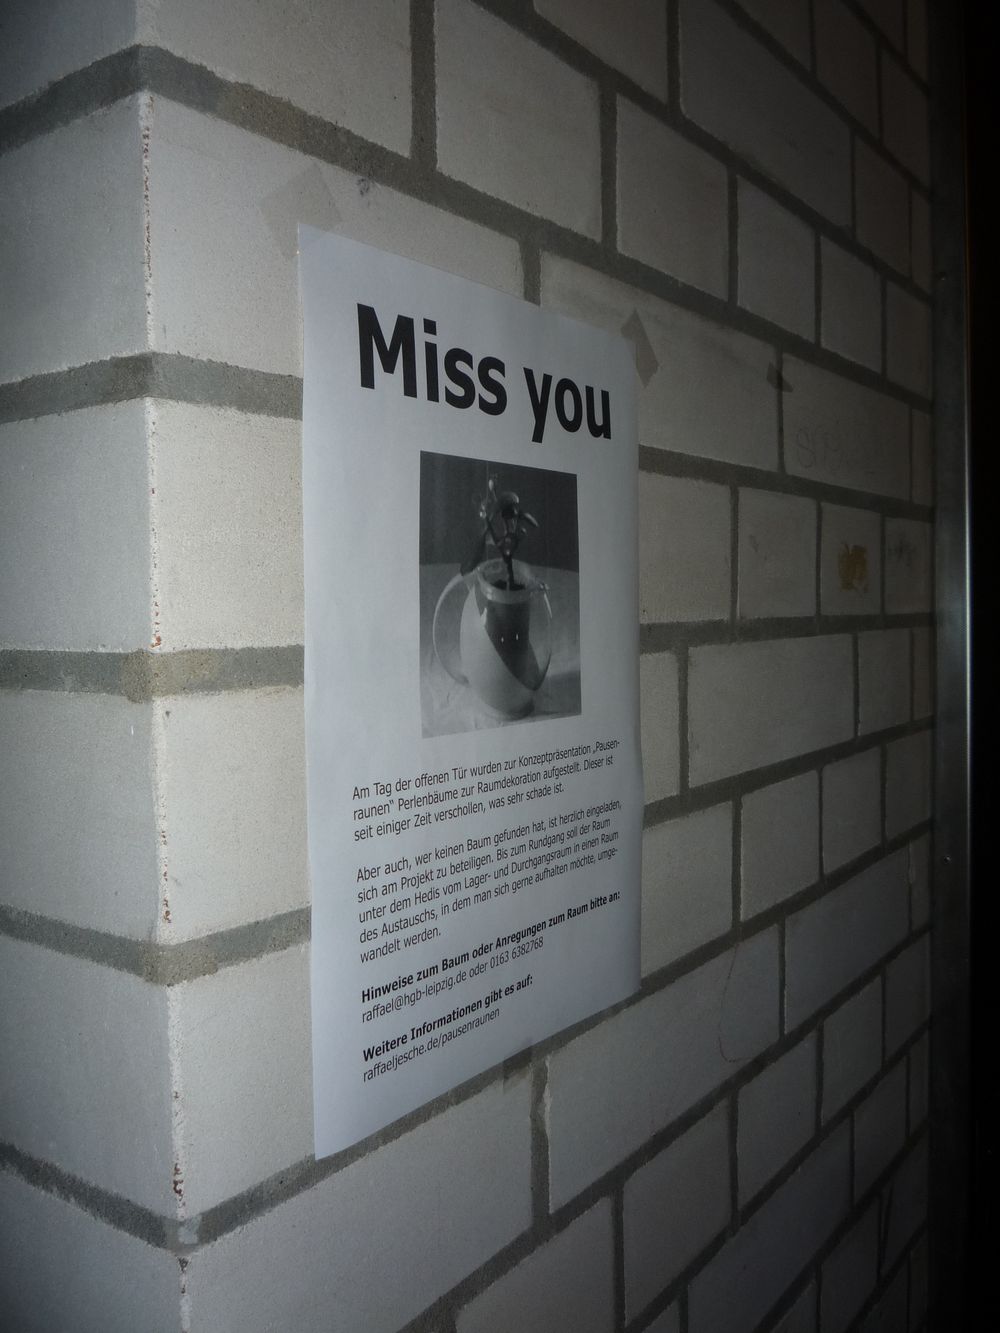 Miss you
Am Tag der offenen Tür wurden zur Konzeptpräsentation „Pausen-
raunen“ Perlenbäume zur Raumdekoration aufgestellt. Dieser ist
seit einiger Zeit verschollen, was sehr schade ist.
Aber auch, wer keinen Baum gefunden hat, ist herzlich eingeladen,
sich am Projekt zu beteiligen. Bis zum Rundgang soll der Raum
unter dem Hedis vom Lager- und Durchgangsraum in einen Raum
des Austauschs, in dem man sich gerne aufhalten möchte, umge-
wandelt werden.
Hinweise zum Baum oder Anregungen zum Raum bitte an:
raffael@hgb-leipzig.de oder 0163 6382768
Weitere Informationen gibt es auf:
raffaeljesche.de/pausenraunen